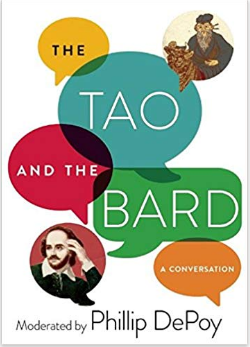 THE
TAO
AND THE
BARD
A CONVERSATION
Moderated by Phillip DePoy